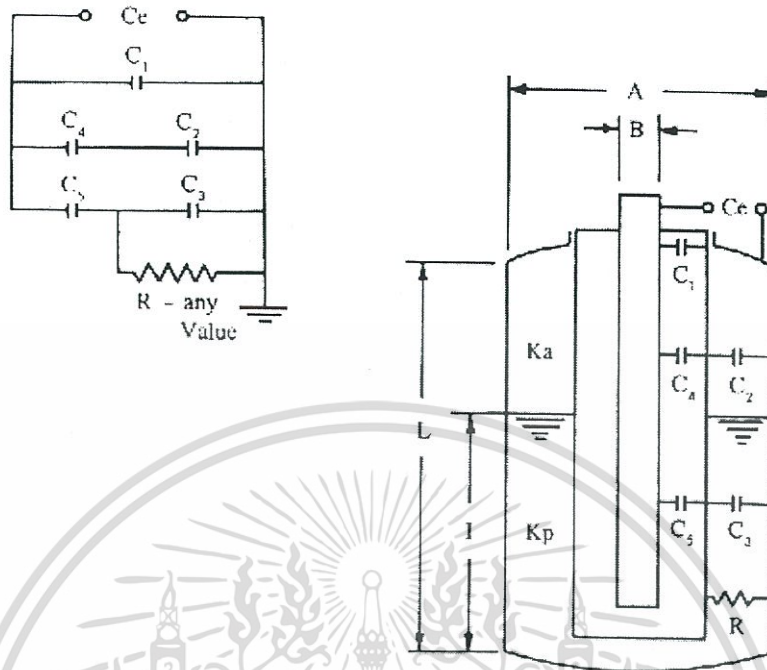 Ce
C₁
C₄ C₂
C₅ C₃
R - any
Value
A
B
Ce
C₁
Ka
C₄ C₂
L
I
Kp
C₅ C₃
R